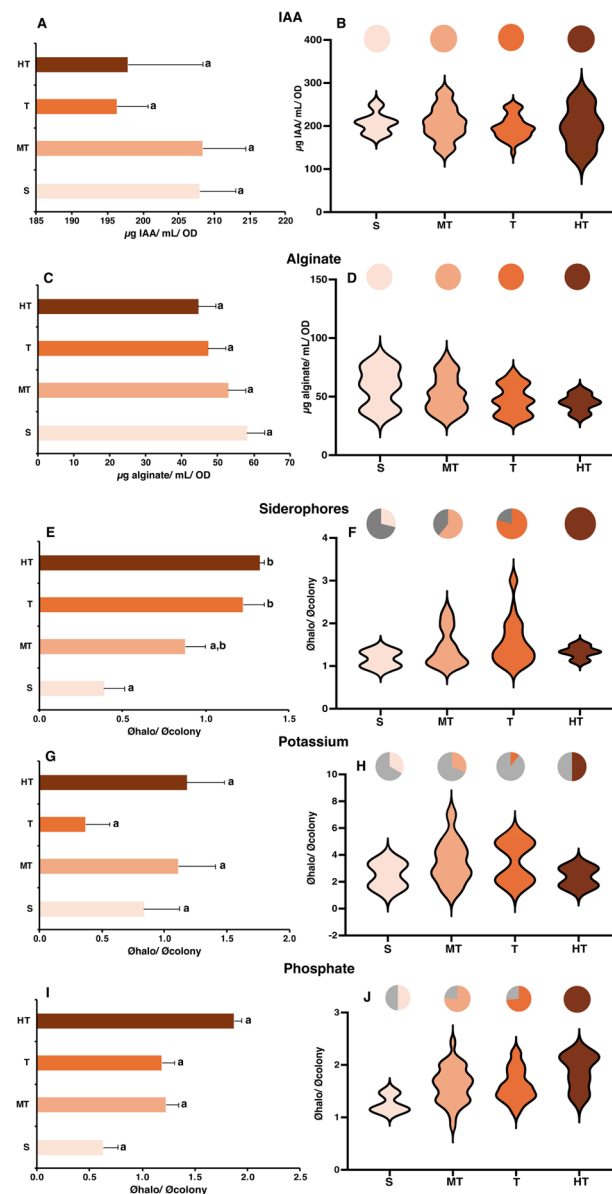 IAA
A
HT
a
T
a
MT
a
S
a
185 190 195 200 205 210 215 220
µg IAA/ mL/ OD
B
400
300
200
100
0
µg IAA/ mL/ OD
S MT T HT
Alginate
C
HT
a
T
a
MT
a
S
a
0 10 20 30 40 50 60 70
µg alginate/ mL/ OD
D
150
100
50
0
µg alginate/ mL/ OD
S MT T HT
Siderophores
E
HT
b
T
b
MT
a,b
S
a
0.0 0.5 1.0 1.5
Øhalo/ Øcolony
F
4
3
2
1
0
Øhalo/ Øcolony
S MT T HT
Potassium
G
HT
a
T
a
MT
a
S
a
0.0 0.5 1.0 1.5 2.0
Øhalo/ Øcolony
H
10
8
6
4
2
0
-2
Øhalo/ Øcolony
S MT T HT
Phosphate
I
HT
a
T
a
MT
a
S
a
0.0 0.5 1.0 1.5 2.0 2.5
Øhalo/ Øcolony
J
3
2
1
0
Øhalo/ Øcolony
S MT T HT